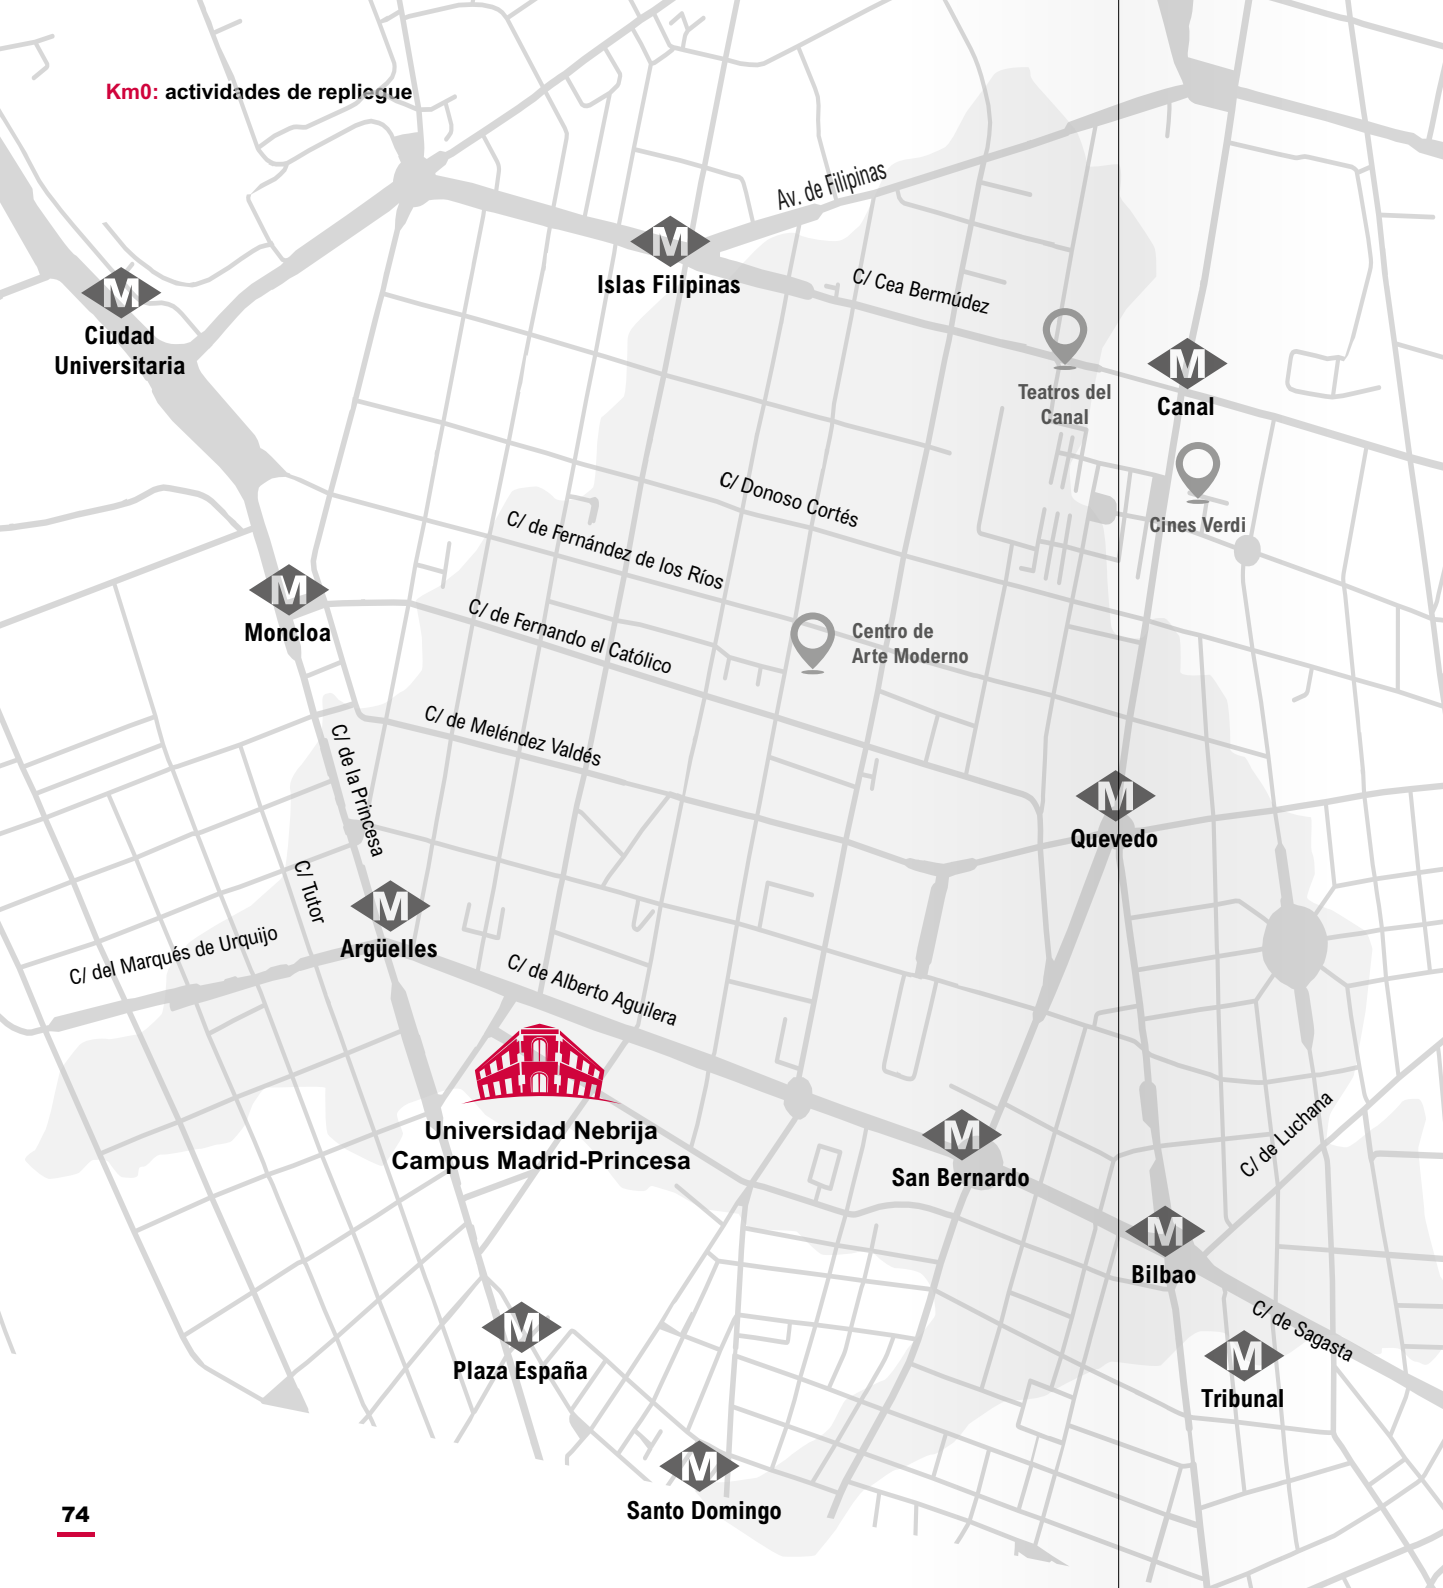 Km0: actividades de repliegue
Av. de Filipinas
M
Islas Filipinas
C/ Cea Bermúdez
M
Ciudad
Universitaria
Teatros del
Canal
M
Canal
C/ Donoso Cortés
Cines Verdi
C/ de Fernández de los Ríos
M
Moncloa
C/ de Fernando el Católico
Centro de
Arte Moderno
C/ de Meléndez Valdés
C/ de la Princesa
M
Quevedo
C/ Tutor
M
Argüelles
C/ del Marqués de Urquijo
C/ de Alberto Aguilera
Universidad Nebrija
Campus Madrid-Princesa
M
San Bernardo
C/ de Luchana
M
Bilbao
C/ de Sagasta
M
Plaza España
M
Tribunal
M
Santo Domingo
74